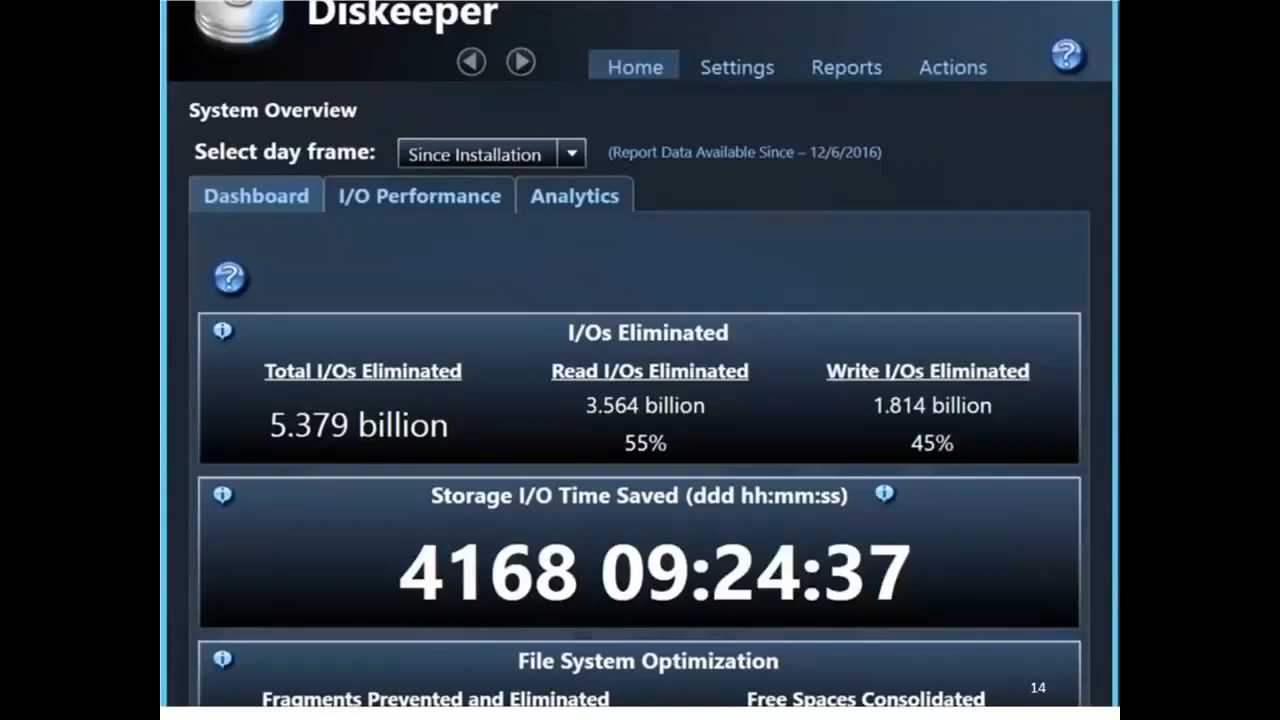 Diskeeper
Home Settings Reports Actions
System Overview
Select day frame: Since Installation (Report Data Available Since – 12/6/2016)
Dashboard I/O Performance Analytics
I/Os Eliminated
Total I/Os Eliminated Read I/Os Eliminated Write I/Os Eliminated
3.564 billion 1.814 billion
5.379 billion
55% 45%
Storage I/O Time Saved (ddd hh:mm:ss)
4168 09:24:37
File System Optimization
Fragments Prevented and Eliminated Free Spaces Consolidated
14